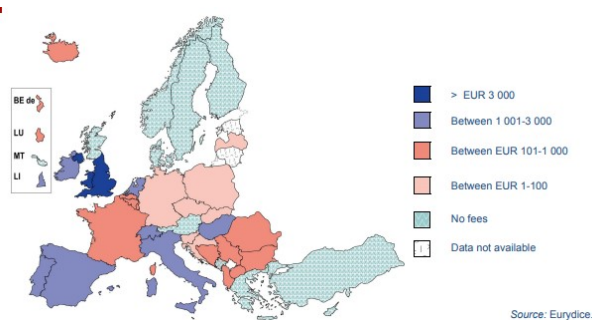 BE de
LU
MT
LI
> EUR 3 000
Between 1 001-3 000
Between EUR 101-1 000
Between EUR 1-100
No fees
Data not available
Source: Eurydice.